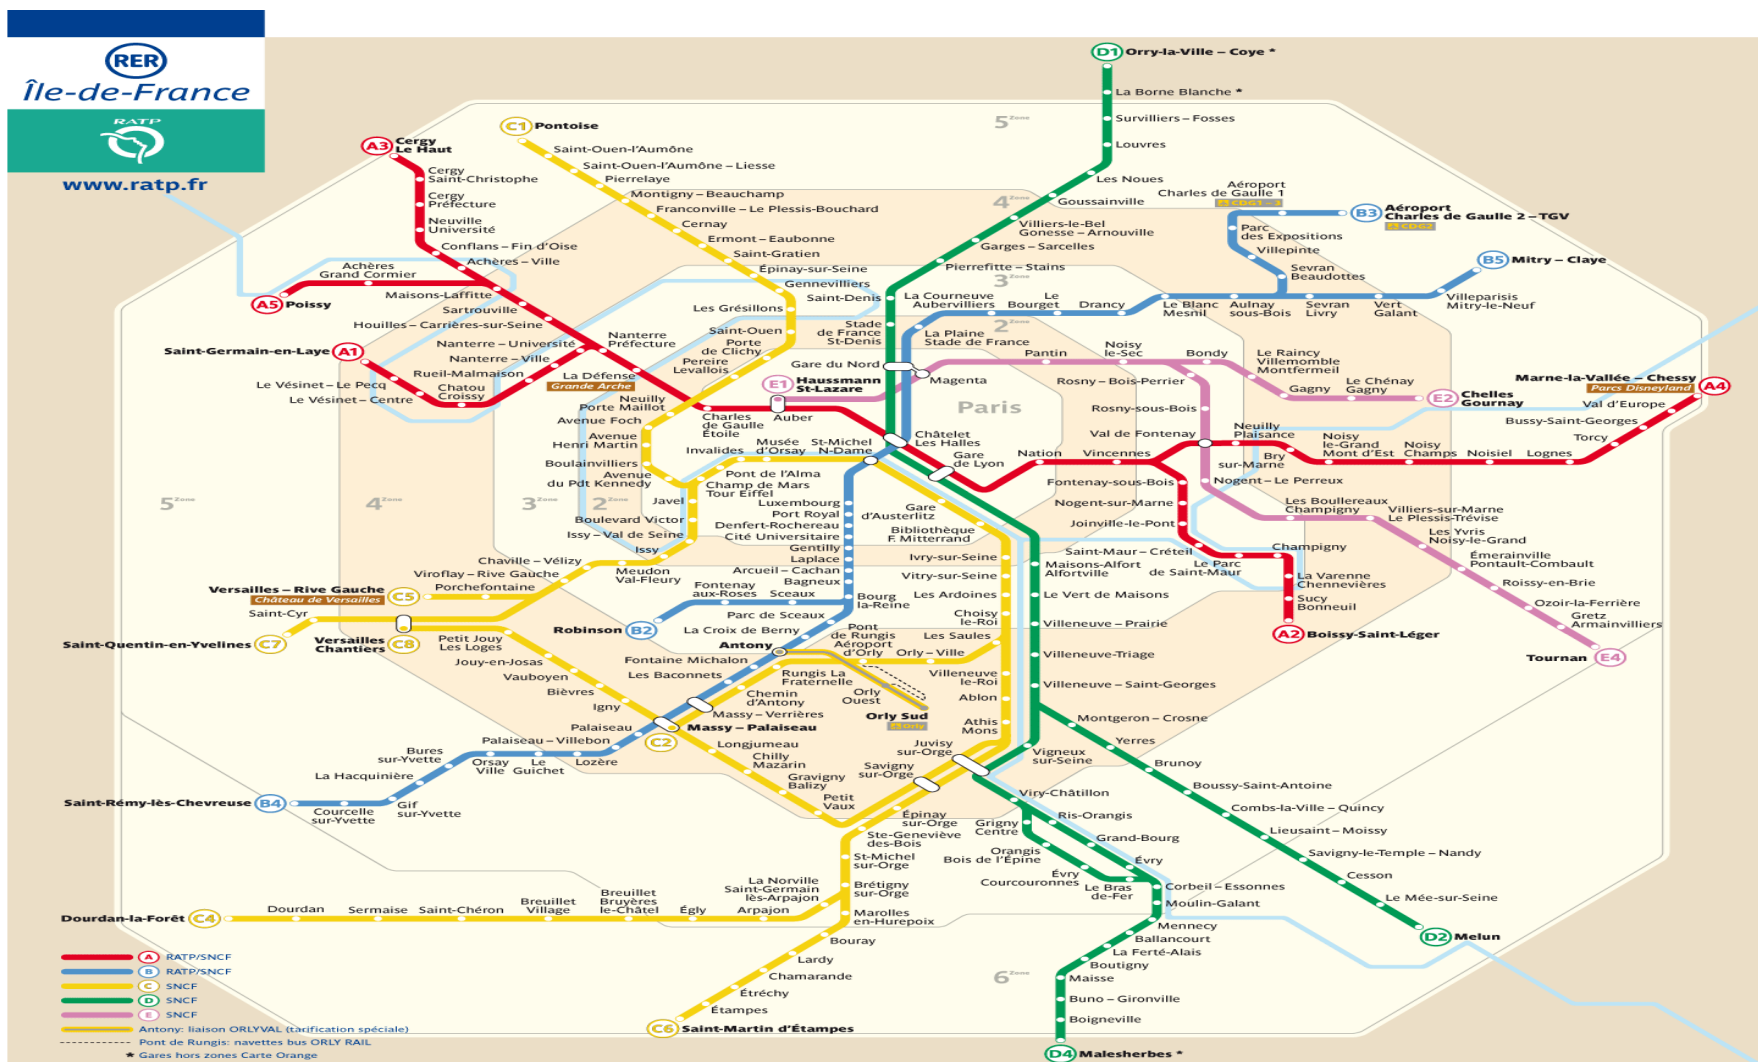 RER
Île-de-France
RATP
www.ratp.fr
D1 Orry-la-Ville – Coye *
La Borne Blanche *
Survilliers – Fosses
Louvres
Les Noues
Goussainville
Villiers-le-Bel
Gonesse – Arnouville
Garges – Sarcelles
Pierrefitte – Stains
Saint-Denis
Stade
de France
St-Denis
Gare du Nord
A3 Cergy
Le Haut
Cergy
Saint-Christophe
Cergy
Préfecture
Neuville
Université
Conflans – Fin d'Oise
Achères – Ville
Achères
Grand Cormier
A5 Poissy
Maisons-Laffitte
Sartrouville
Houilles – Carrières-sur-Seine
Nanterre – Université
Nanterre – Ville
Rueil-Malmaison
Chatou
Croissy
Le Vésinet – Centre
Le Vésinet – Le Pecq
Saint-Germain-en-Laye A1
Nanterre
Préfecture
La Défense
Grande Arche
C1 Pontoise
Saint-Ouen-l'Aumône
Saint-Ouen-l'Aumône – Liesse
Pierrelaye
Montigny – Beauchamp
Franconville – Le Plessis-Bouchard
Cernay
Ermont – Eaubonne
Saint-Gratien
Épinay-sur-Seine
Gennevilliers
Les Grésillons
Saint-Ouen
Porte
de Clichy
Pereire
Levallois
Neuilly
Porte Maillot
Avenue Foch
Avenue
Henri Martin
Boulainvilliers
Avenue
du Pdt Kennedy
5 Zone
4 Zone
3 Zone
2 Zone
Paris
5 Zone
4 Zone
3 Zone
2 Zone
6 Zone
Aéroport
Charles de Gaulle 1
CDG1 – 3
B3 Aéroport
Charles de Gaulle 2 – TGV
CDG2
Parc
des Expositions
Villepinte
Sevran
Beaudottes
B5 Mitry – Claye
Villeparisis
Mitry-le-Neuf
Vert
Galant
Sevran
Livry
Aulnay
sous-Bois
Le Blanc
Mesnil
Drancy
Le
Bourget
La Courneuve
Aubervilliers
La Plaine
Stade de France
E1 Haussmann
St-Lazare
Magenta
Pantin
Noisy
le-Sec
Bondy
Le Raincy
Villemomble
Montfermeil
Gagny
Le Chénay
Gagny
E2 Chelles
Gournay
Rosny – Bois-Perrier
Rosny-sous-Bois
Val de Fontenay
Nogent – Le Perreux
Les Boullereaux
Champigny
Villiers-sur-Marne
Le Plessis-Trévise
Les Yvris
Noisy-le-Grand
Émerainville
Pontault-Combault
Roissy-en-Brie
Ozoir-la-Ferrière
Gretz
Armainvilliers
Tournan E4
Marne-la-Vallée – Chessy A4
Parcs Disneyland
Val d'Europe
Bussy-Saint-Georges
Torcy
Lognes
Noisiel
Noisy
Champs
Noisy
le-Grand
Mont d'Est
Bry
sur-Marne
Neuilly
Plaisance
Charles
de Gaulle
Étoile
Auber
Châtelet
Les Halles
Gare
de Lyon
Nation
Vincennes
Fontenay-sous-Bois
Nogent-sur-Marne
Joinville-le-Pont
Saint-Maur – Créteil
Le Parc
de Saint-Maur
Champigny
La Varenne
Chennevières
Sucy
Bonneuil
A2 Boissy-Saint-Léger
Invalides
Musée
d'Orsay
St-Michel
N-Dame
Pont de l'Alma
Champ de Mars
Tour Eiffel
Javel
Boulevard Victor
Issy – Val de Seine
Issy
Meudon
Val-Fleury
Chaville – Vélizy
Viroflay – Rive Gauche
Porchefontaine
Versailles – Rive Gauche C5
Château de Versailles
Saint-Cyr
Saint-Quentin-en-Yvelines C7
Versailles
Chantiers
C8
Petit Jouy
Les Loges
Jouy-en-Josas
Vauboyen
Bièvres
Igny
Massy – Palaiseau
C2
Luxembourg
Port Royal
Denfert-Rochereau
Cité Universitaire
Gentilly
Laplace
Arcueil – Cachan
Bagneux
Bourg
la-Reine
Sceaux
Fontenay
aux-Roses
Robinson B2
Parc de Sceaux
La Croix de Berny
Antony
Fontaine Michalon
Les Baconnets
Massy – Verrières
Palaiseau
Palaiseau – Villebon
Lozère
Le
Guichet
Orsay
Ville
Bures
sur-Yvette
La Hacquinière
Gif
sur-Yvette
Courcelle
sur-Yvette
Saint-Rémy-lès-Chevreuse B4
Gare
d'Austerlitz
Bibliothèque
F. Mitterrand
Ivry-sur-Seine
Vitry-sur-Seine
Les Ardoines
Choisy
le-Roi
Les Saules
Orly – Ville
Pont
de Rungis
Aéroport
d'Orly
Rungis La
Fraternelle
Chemin
d'Antony
Orly
Ouest
Orly Sud
Orly
Villeneuve
le-Roi
Ablon
Athis
Mons
Juvisy
sur-Orge
Savigny
sur-Orge
Longjumeau
Chilly
Mazarin
Gravigny
Balizy
Petit
Vaux
Épinay
sur-Orge
Ste-Geneviève
des-Bois
St-Michel
sur-Orge
Brétigny
sur-Orge
Marolles
en-Hurepoix
Bouray
Lardy
Chamarande
Étréchy
Étampes
C6 Saint-Martin d'Étampes
La Norville
Saint-Germain
lès-Arpajon
Arpajon
Égly
Breuillet
Bruyères
le-Châtel
Breuillet
Village
Saint-Chéron
Sermaise
Dourdan
Dourdan-la-Forêt C4
Maisons-Alfort
Alfortville
Le Vert de Maisons
Villeneuve – Prairie
Villeneuve-Triage
Villeneuve – Saint-Georges
Montgeron – Crosne
Yerres
Brunoy
Boussy-Saint-Antoine
Combs-la-Ville – Quincy
Lieusaint – Moissy
Savigny-le-Temple – Nandy
Cesson
Le Mée-sur-Seine
D2 Melun
Vigneux
sur-Seine
Viry-Châtillon
Ris-Orangis
Grand-Bourg
Évry
Grigny
Centre
Orangis
Bois de l'Épine
Évry
Courcouronnes
Le Bras
de-Fer
Corbeil – Essonnes
Moulin-Galant
Mennecy
Ballancourt
La Ferté-Alais
Boutigny
Maisse
Buno – Gironville
Boigneville
D4 Malesherbes *
A RATP/SNCF
B RATP/SNCF
C SNCF
D SNCF
E SNCF
Antony: liaison ORLYVAL (tarification spéciale)
Pont de Rungis: navettes bus ORLY RAIL
* Gares hors zones Carte Orange